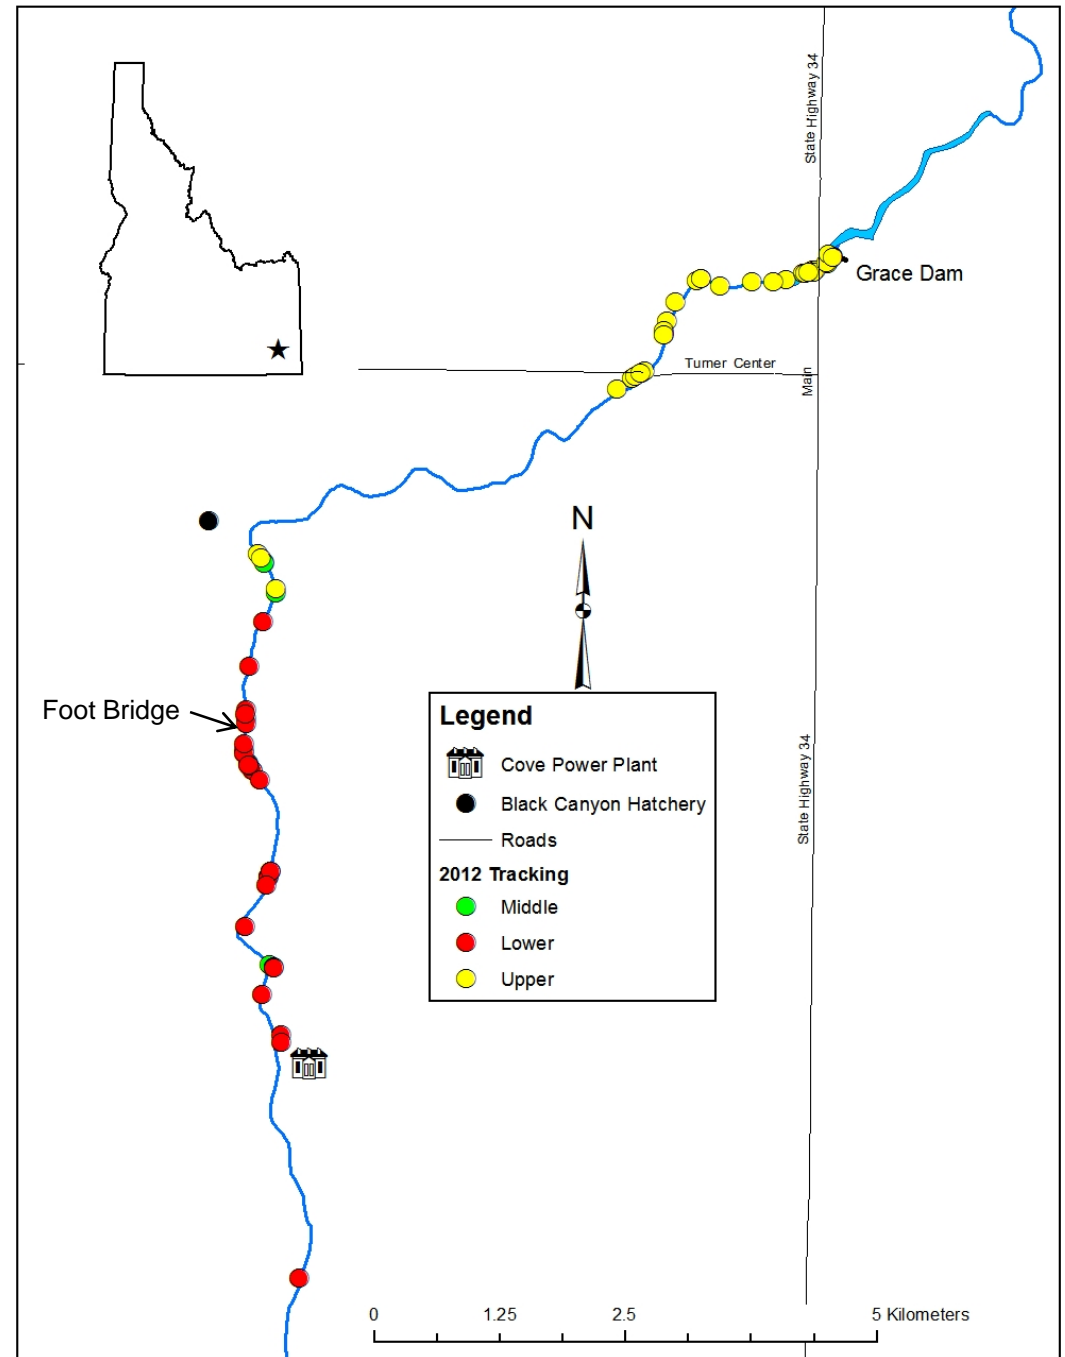 State Highway 34
Grace Dam
Turner Center
Main
N
Foot Bridge
Legend
Cove Power Plant
Black Canyon Hatchery
Roads
2012 Tracking
Middle
Lower
Upper
State Highway 34
0 1.25 2.5 5 Kilometers